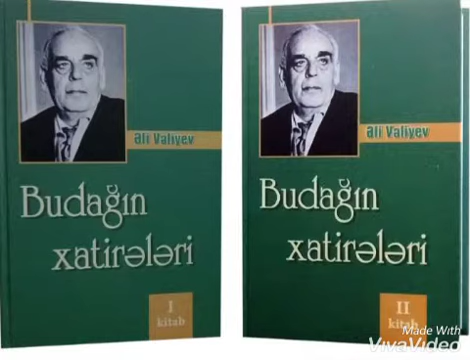 Əli Vəliyev
Budağın
xatirələri
I
kitab
Əli Vəliyev
Budağın
xatirələri
II
kitab
Made With
VivaVideo